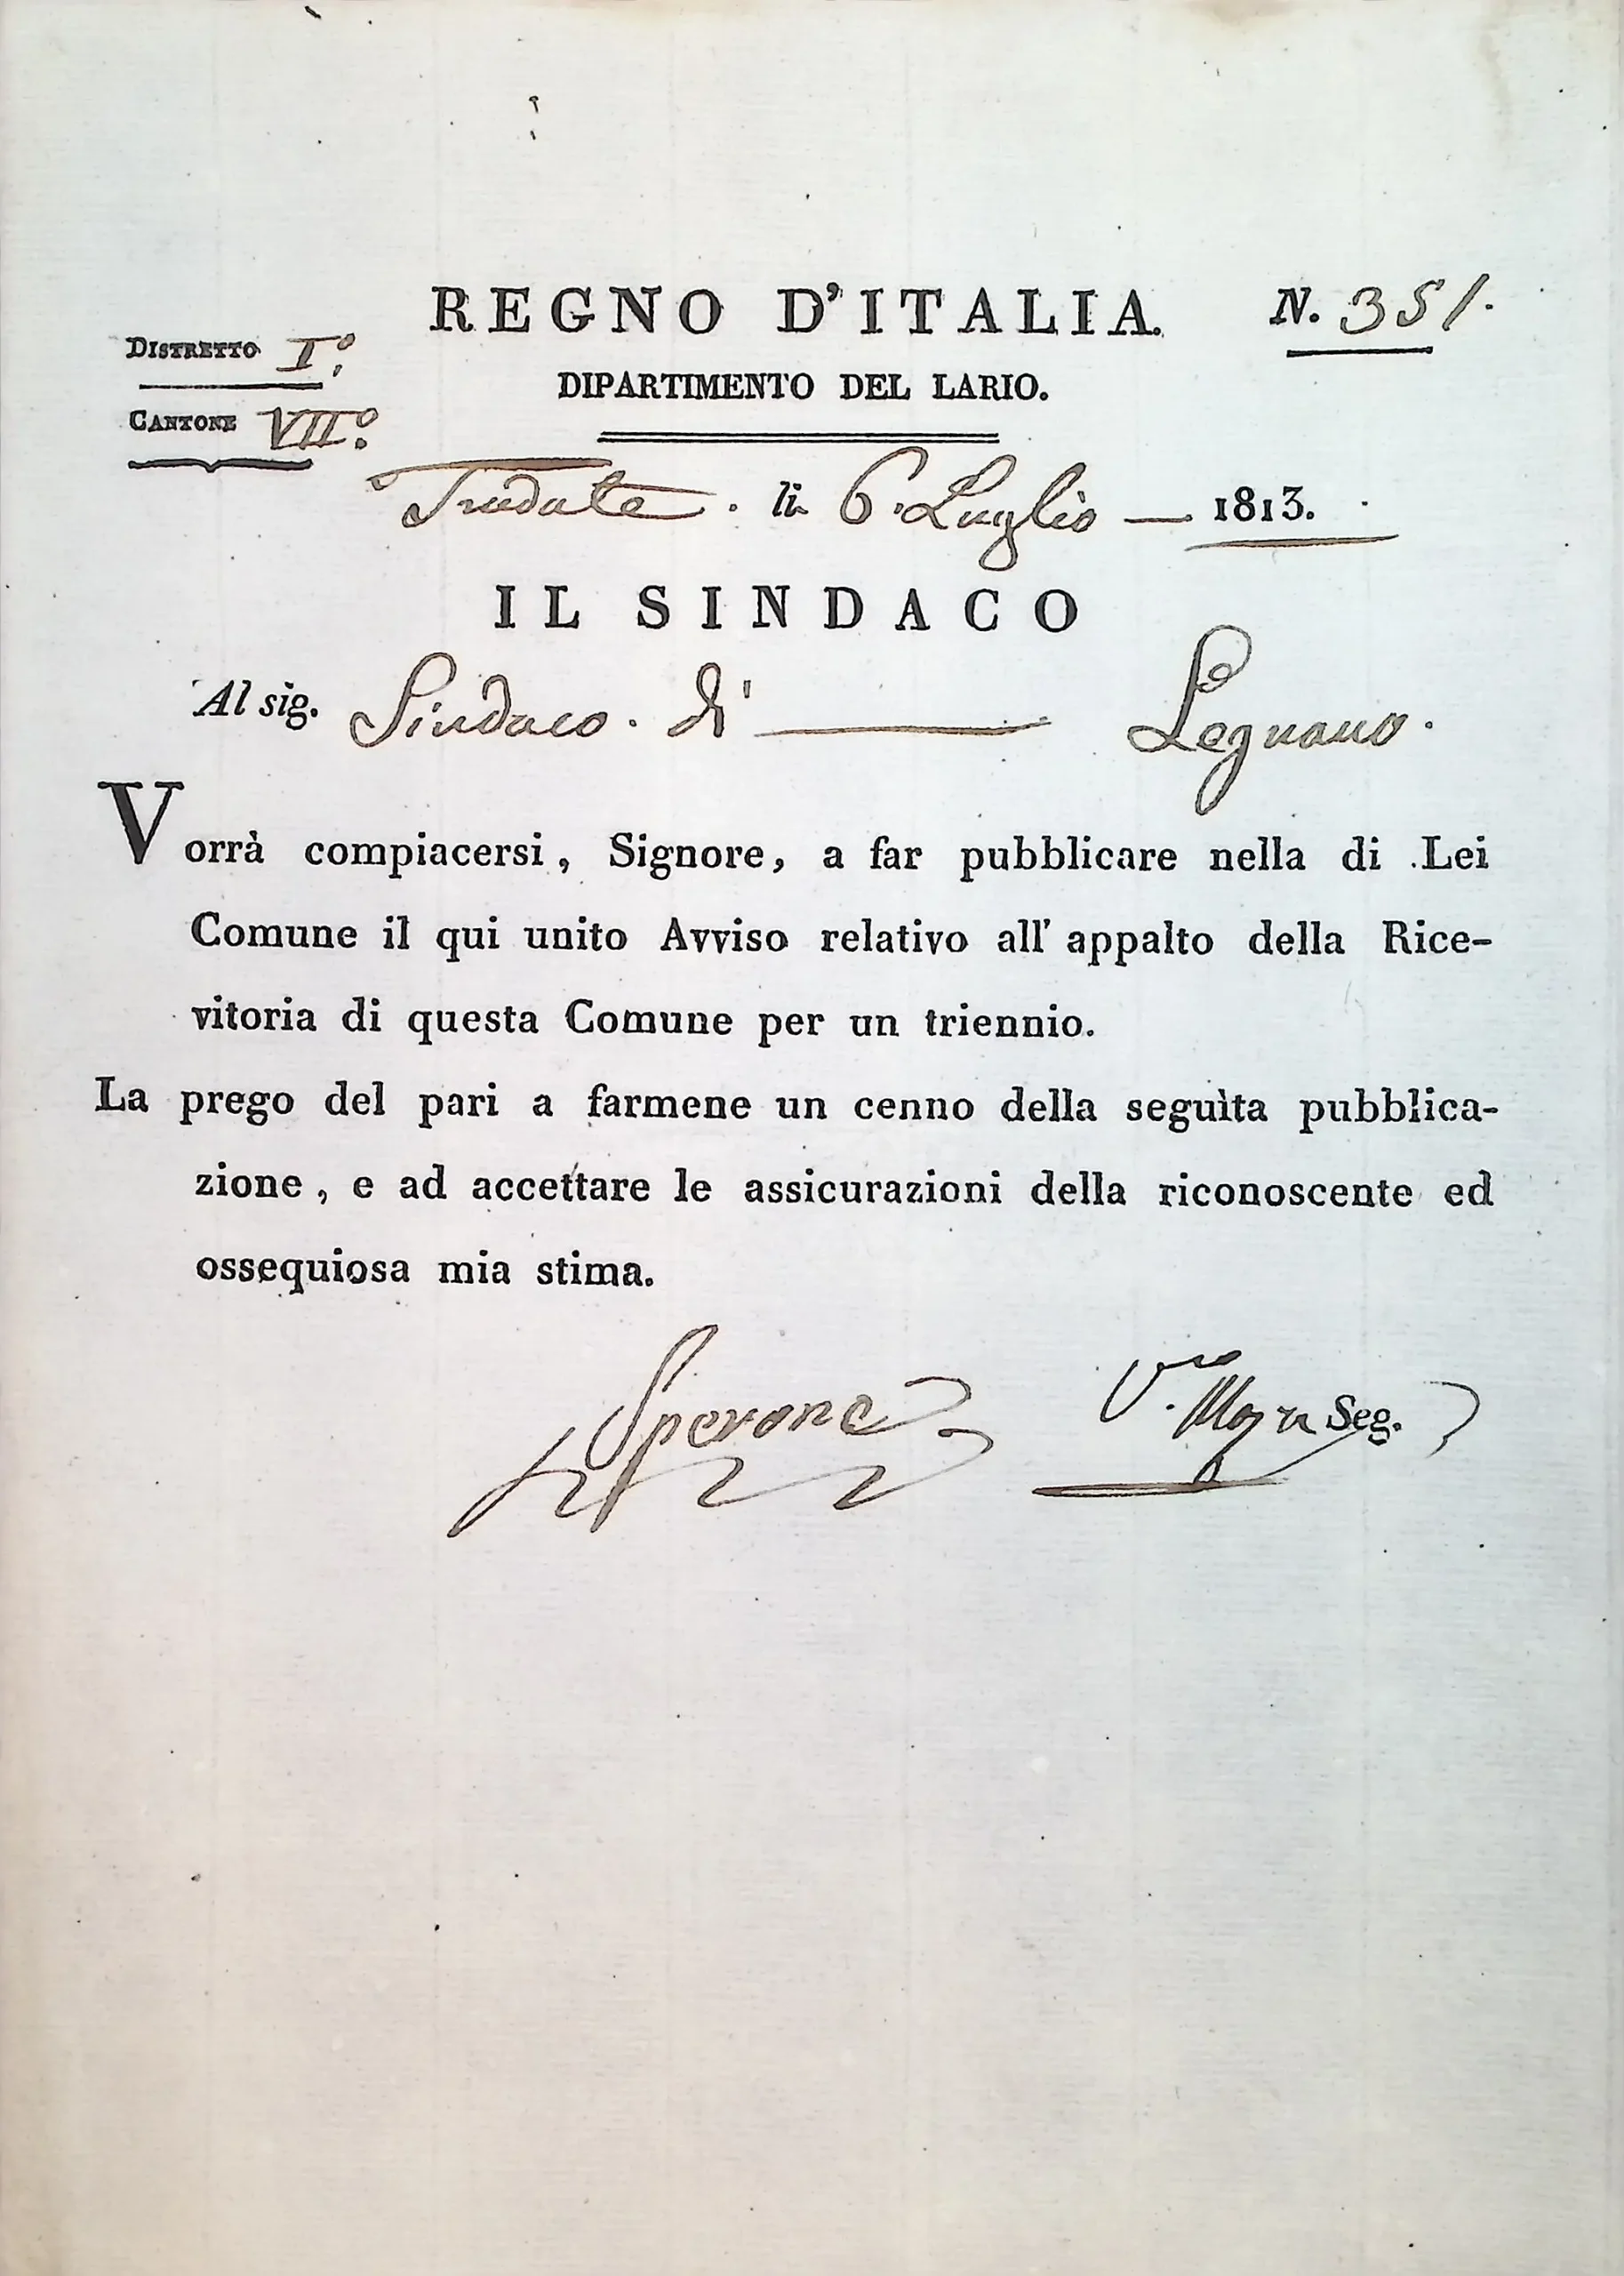 REGNO D'ITALIA. N. 351.
DISTRETTO I.º
DIPARTIMENTO DEL LARIO.
CANTONE VII.º
Tradate. li 6. Luglio 1813.
IL SINDACO
Al sig. Sindaco. di Legnano.
Vorrà compiacersi, Signore, a far pubblicare nella di Lei
Comune il qui unito Avviso relativo all' appalto della Rice-
vitoria di questa Comune per un triennio.
La prego del pari a farmene un cenno della seguìta pubblica-
zione, e ad accettare le assicurazioni della riconoscente ed
ossequiosa mia stima.
Sperone Seg.